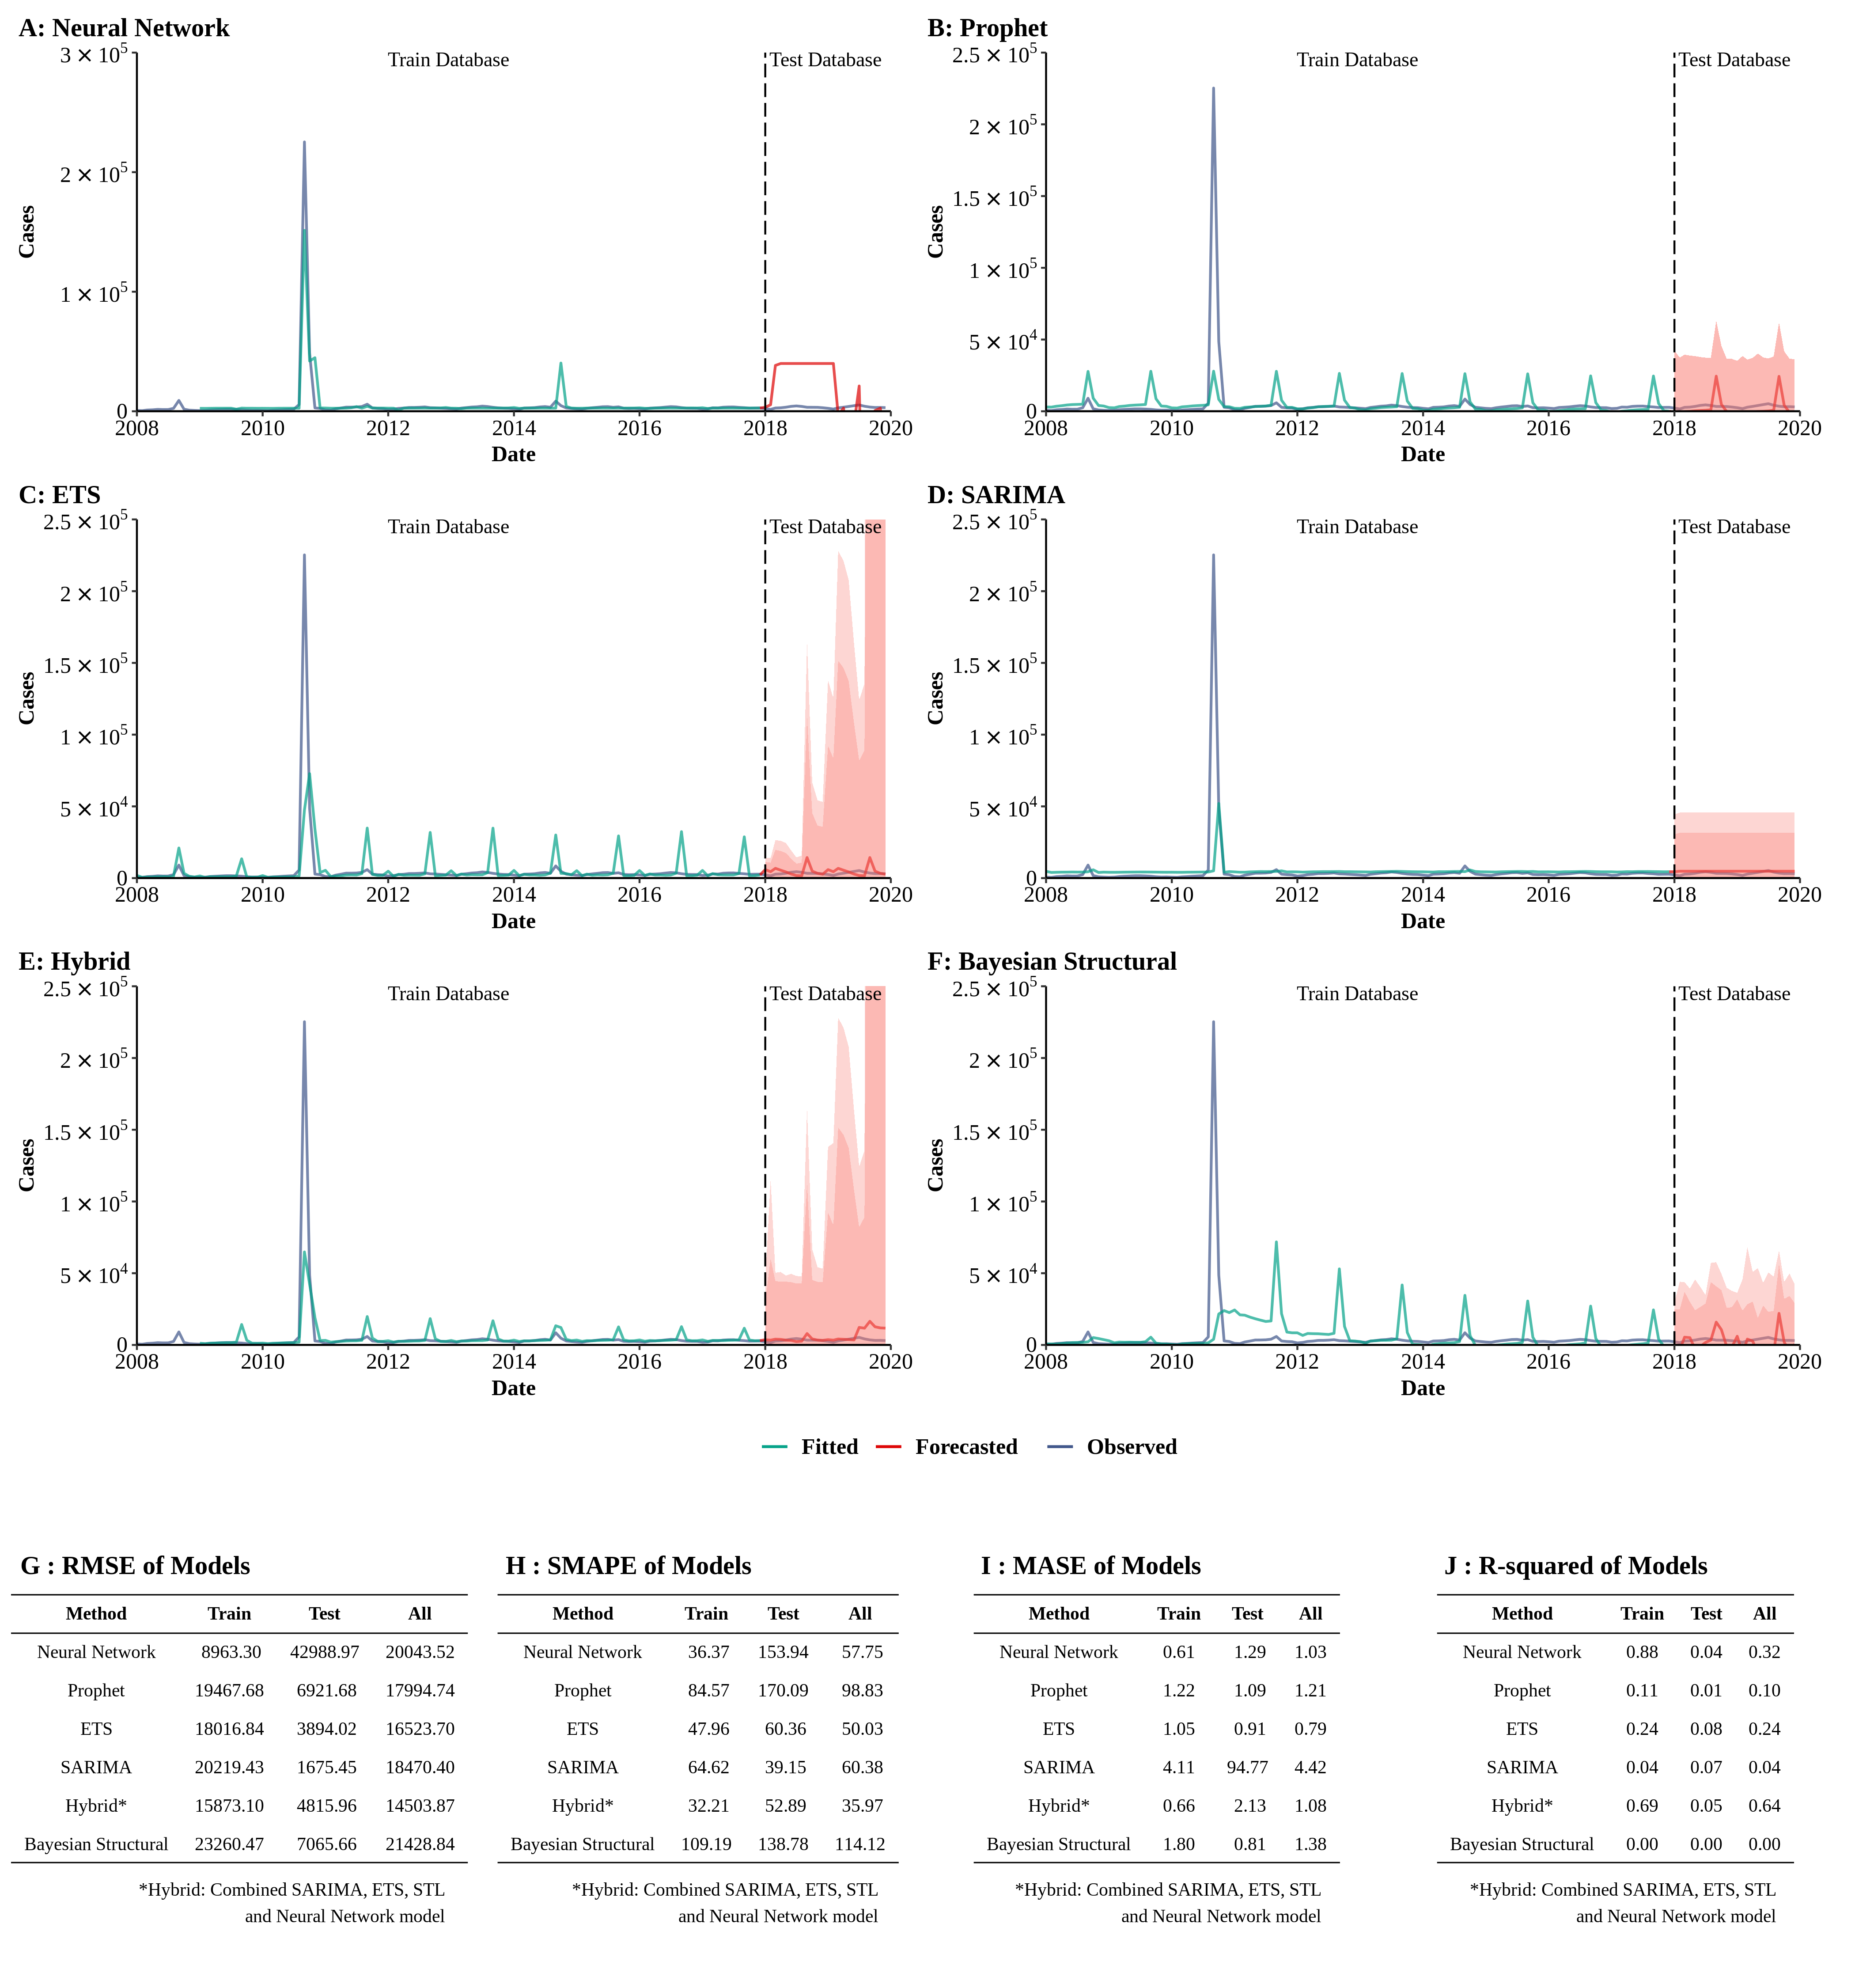 A: Neural Network
Train Database
Test Database
3 × 10^5
2 × 10^5
1 × 10^5
0
Cases
2008 2010 2012 2014 2016 2018 2020
Date
B: Prophet
Train Database
Test Database
2.5 × 10^5
2 × 10^5
1.5 × 10^5
1 × 10^5
5 × 10^4
0
Cases
2008 2010 2012 2014 2016 2018 2020
Date
C: ETS
Train Database
Test Database
2.5 × 10^5
2 × 10^5
1.5 × 10^5
1 × 10^5
5 × 10^4
0
Cases
2008 2010 2012 2014 2016 2018 2020
Date
D: SARIMA
Train Database
Test Database
2.5 × 10^5
2 × 10^5
1.5 × 10^5
1 × 10^5
5 × 10^4
0
Cases
2008 2010 2012 2014 2016 2018 2020
Date
E: Hybrid
Train Database
Test Database
2.5 × 10^5
2 × 10^5
1.5 × 10^5
1 × 10^5
5 × 10^4
0
Cases
2008 2010 2012 2014 2016 2018 2020
Date
F: Bayesian Structural
Train Database
Test Database
2.5 × 10^5
2 × 10^5
1.5 × 10^5
1 × 10^5
5 × 10^4
0
Cases
2008 2010 2012 2014 2016 2018 2020
Date
Fitted Forecasted Observed
G : RMSE of Models
Method Train Test All
Neural Network 8963.30 42988.97 20043.52
Prophet 19467.68 6921.68 17994.74
ETS 18016.84 3894.02 16523.70
SARIMA 20219.43 1675.45 18470.40
Hybrid* 15873.10 4815.96 14503.87
Bayesian Structural 23260.47 7065.66 21428.84
*Hybrid: Combined SARIMA, ETS, STL
and Neural Network model
H : SMAPE of Models
Method Train Test All
Neural Network 36.37 153.94 57.75
Prophet 84.57 170.09 98.83
ETS 47.96 60.36 50.03
SARIMA 64.62 39.15 60.38
Hybrid* 32.21 52.89 35.97
Bayesian Structural 109.19 138.78 114.12
*Hybrid: Combined SARIMA, ETS, STL
and Neural Network model
I : MASE of Models
Method Train Test All
Neural Network 0.61 1.29 1.03
Prophet 1.22 1.09 1.21
ETS 1.05 0.91 0.79
SARIMA 4.11 94.77 4.42
Hybrid* 0.66 2.13 1.08
Bayesian Structural 1.80 0.81 1.38
*Hybrid: Combined SARIMA, ETS, STL
and Neural Network model
J : R-squared of Models
Method Train Test All
Neural Network 0.88 0.04 0.32
Prophet 0.11 0.01 0.10
ETS 0.24 0.08 0.24
SARIMA 0.04 0.07 0.04
Hybrid* 0.69 0.05 0.64
Bayesian Structural 0.00 0.00 0.00
*Hybrid: Combined SARIMA, ETS, STL
and Neural Network model